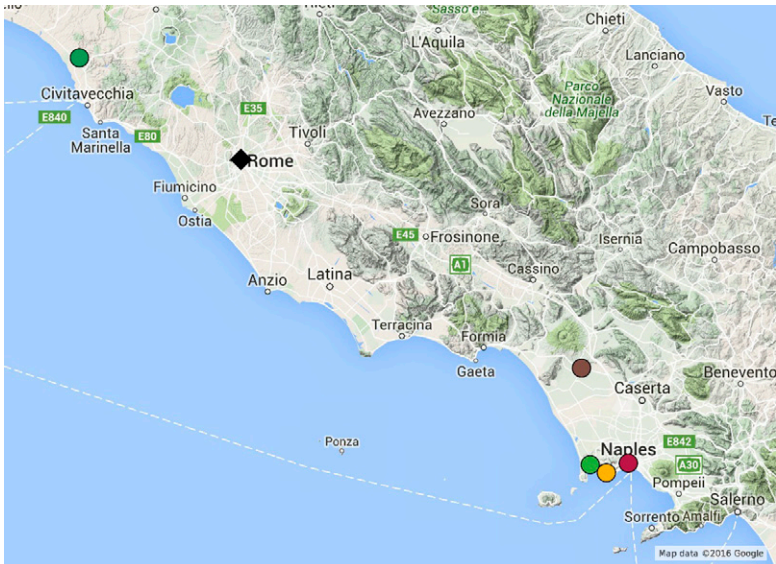 Chieti
L'Aquila
Lanciano
Civitavecchia
E840
Santa
Marinella
E80
E35
Tivoli
Avezzano
Parco
Nazionale
della Majella
Vasto
Rome
Fiumicino
Ostia
Sora
E45
Frosinone
A1
Isernia
Campobasso
Anzio
Latina
Cassino
Terracina
Formia
Gaeta
Caserta
Benevento
Ponza
Naples
E842
A30
Pompeii
Salerno
Sorrento
Amalfi
Map data ©2016 Google